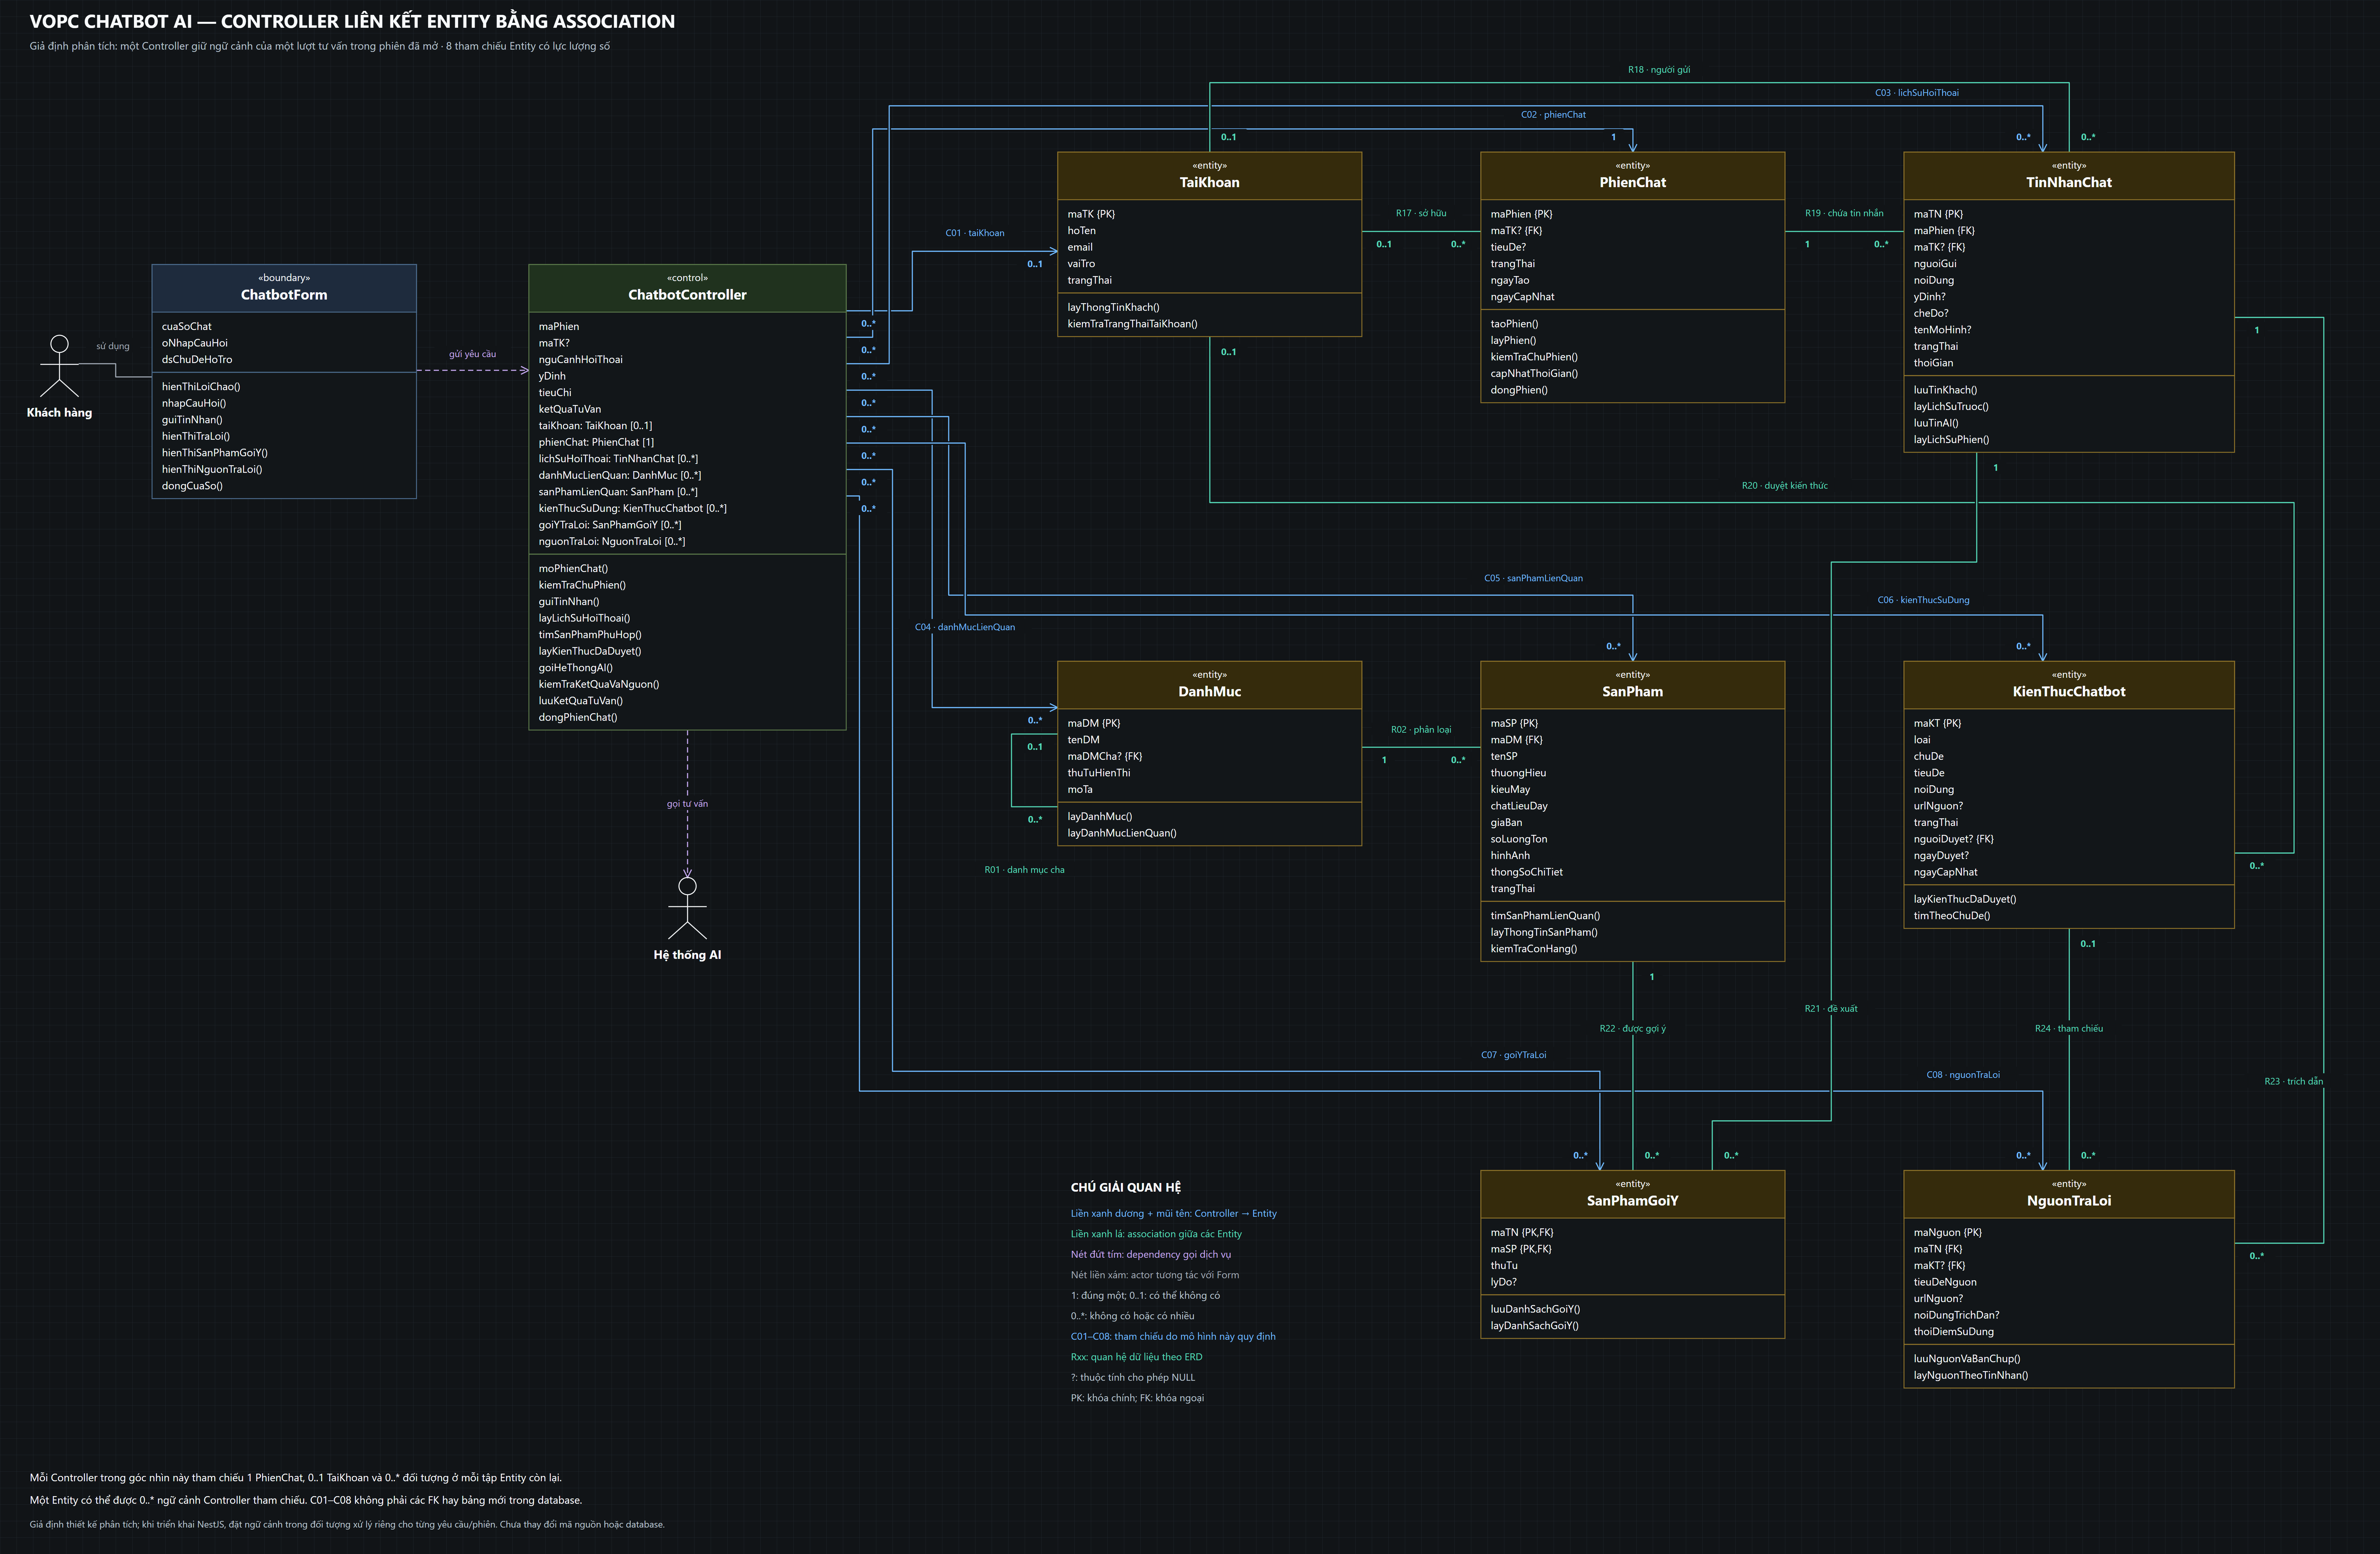 VOPC CHATBOT AI — CONTROLLER LIÊN KẾT ENTITY BẰNG ASSOCIATION
Giả định phân tích: một Controller giữ ngữ cảnh của một lượt tư vấn trong phiên đã mở · 8 tham chiếu Entity có lực lượng số
R18 · người gửi
C03 · lichSuHoiThoai
C02 · phienChat
0..1
1
0..*
0..*
«entity»
TaiKhoan
maTK {PK}
hoTen
email
vaiTro
trangThai
layThongTinKhach()
kiemTraTrangThaiTaiKhoan()
R17 · sở hữu
0..1
0..*
«entity»
PhienChat
maPhien {PK}
maTK? {FK}
tieuDe?
trangThai
ngayTao
ngayCapNhat
taoPhien()
layPhien()
kiemTraChuPhien()
capNhatThoiGian()
dongPhien()
R19 · chứa tin nhắn
1
0..*
«entity»
TinNhanChat
maTN {PK}
maPhien {FK}
maTK? {FK}
nguoiGui
noiDung
yDinh?
cheDo?
tenMoHinh?
trangThai
thoiGian
luuTinKhach()
layLichSuTruoc()
luuTinAI()
layLichSuPhien()
C01 · taiKhoan
0..1
Khách hàng
sử dụng
«boundary»
ChatbotForm
cuaSoChat
oNhapCauHoi
dsChuDeHoTro
hienThiLoiChao()
nhapCauHoi()
guiTinNhan()
hienThiTraLoi()
hienThiSanPhamGoiY()
hienThiNguonTraLoi()
dongCuaSo()
gửi yêu cầu
«control»
ChatbotController
maPhien
maTK?
nguCanhHoiThoai
yDinh
tieuChi
ketQuaTuVan
taiKhoan: TaiKhoan [0..1]
phienChat: PhienChat [1]
lichSuHoiThoai: TinNhanChat [0..*]
danhMucLienQuan: DanhMuc [0..*]
sanPhamLienQuan: SanPham [0..*]
kienThucSuDung: KienThucChatbot [0..*]
goiYTraLoi: SanPhamGoiY [0..*]
nguonTraLoi: NguonTraLoi [0..*]
moPhienChat()
kiemTraChuPhien()
guiTinNhan()
layLichSuHoiThoai()
timSanPhamPhuHop()
layKienThucDaDuyet()
goiHeThongAI()
kiemTraKetQuaVaNguon()
luuKetQuaTuVan()
dongPhienChat()
0..*
0..*
0..*
0..*
0..*
0..*
0..*
0..*
0..1
1
1
R20 · duyệt kiến thức
C05 · sanPhamLienQuan
C06 · kienThucSuDung
C04 · danhMucLienQuan
0..*
0..*
gọi tư vấn
Hệ thống AI
0..*
0..1
0..*
R01 · danh mục cha
«entity»
DanhMuc
maDM {PK}
tenDM
maDMCha? {FK}
thuTuHienThi
moTa
layDanhMuc()
layDanhMucLienQuan()
R02 · phân loại
1
0..*
«entity»
SanPham
maSP {PK}
maDM {FK}
tenSP
thuongHieu
kieuMay
chatLieuDay
giaBan
soLuongTon
hinhAnh
thongSoChiTiet
trangThai
timSanPhamLienQuan()
layThongTinSanPham()
kiemTraConHang()
«entity»
KienThucChatbot
maKT {PK}
loai
chuDe
tieuDe
noiDung
urlNguon?
trangThai
nguoiDuyet? {FK}
ngayDuyet?
ngayCapNhat
layKienThucDaDuyet()
timTheoChuDe()
0..*
0..1
1
R21 · đề xuất
R22 · được gợi ý
R24 · tham chiếu
C07 · goiYTraLoi
C08 · nguonTraLoi
R23 · trích dẫn
0..*
0..*
0..*
0..*
0..*
0..*
«entity»
SanPhamGoiY
maTN {PK,FK}
maSP {PK,FK}
thuTu
lyDo?
luuDanhSachGoiY()
layDanhSachGoiY()
«entity»
NguonTraLoi
maNguon {PK}
maTN {FK}
maKT? {FK}
tieuDeNguon
urlNguon?
noiDungTrichDan?
thoiDiemSuDung
luuNguonVaBanChup()
layNguonTheoTinNhan()
CHÚ GIẢI QUAN HỆ
Liền xanh dương + mũi tên: Controller → Entity
Liền xanh lá: association giữa các Entity
Nét đứt tím: dependency gọi dịch vụ
Nét liền xám: actor tương tác với Form
1: đúng một; 0..1: có thể không có
0..*: không có hoặc có nhiều
C01–C08: tham chiếu do mô hình này quy định
Rxx: quan hệ dữ liệu theo ERD
?: thuộc tính cho phép NULL
PK: khóa chính; FK: khóa ngoại
Mỗi Controller trong góc nhìn này tham chiếu 1 PhienChat, 0..1 TaiKhoan và 0..* đối tượng ở mỗi tập Entity còn lại.
Một Entity có thể được 0..* ngữ cảnh Controller tham chiếu. C01–C08 không phải các FK hay bảng mới trong database.
Giả định thiết kế phân tích; khi triển khai NestJS, đặt ngữ cảnh trong đối tượng xử lý riêng cho từng yêu cầu/phiên. Chưa thay đổi mã nguồn hoặc database.